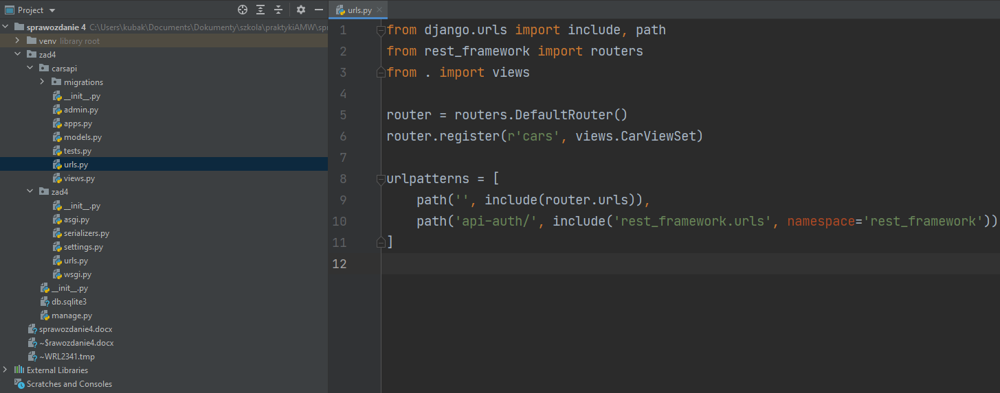 Project
sprawozdanie 4 C:\Users\kubak\Documents\Dokumenty\szkola\praktykiAMW\spr
venv library root
zad4
carsapi
migrations
__init__.py
admin.py
apps.py
models.py
tests.py
urls.py
views.py
zad4
__init__.py
asgi.py
serializers.py
settings.py
urls.py
wsgi.py
__init__.py
db.sqlite3
manage.py
sprawozdanie4.docx
~$rawozdanie4.docx
~WRL2341.tmp
External Libraries
Scratches and Consoles
urls.py
1 from django.urls import include, path
2 from rest_framework import routers
3 from . import views
4
5 router = routers.DefaultRouter()
6 router.register(r'cars', views.CarViewSet)
7
8 urlpatterns = [
9 path('', include(router.urls)),
10 path('api-auth/', include('rest_framework.urls', namespace='rest_framework'))
11 ]
12